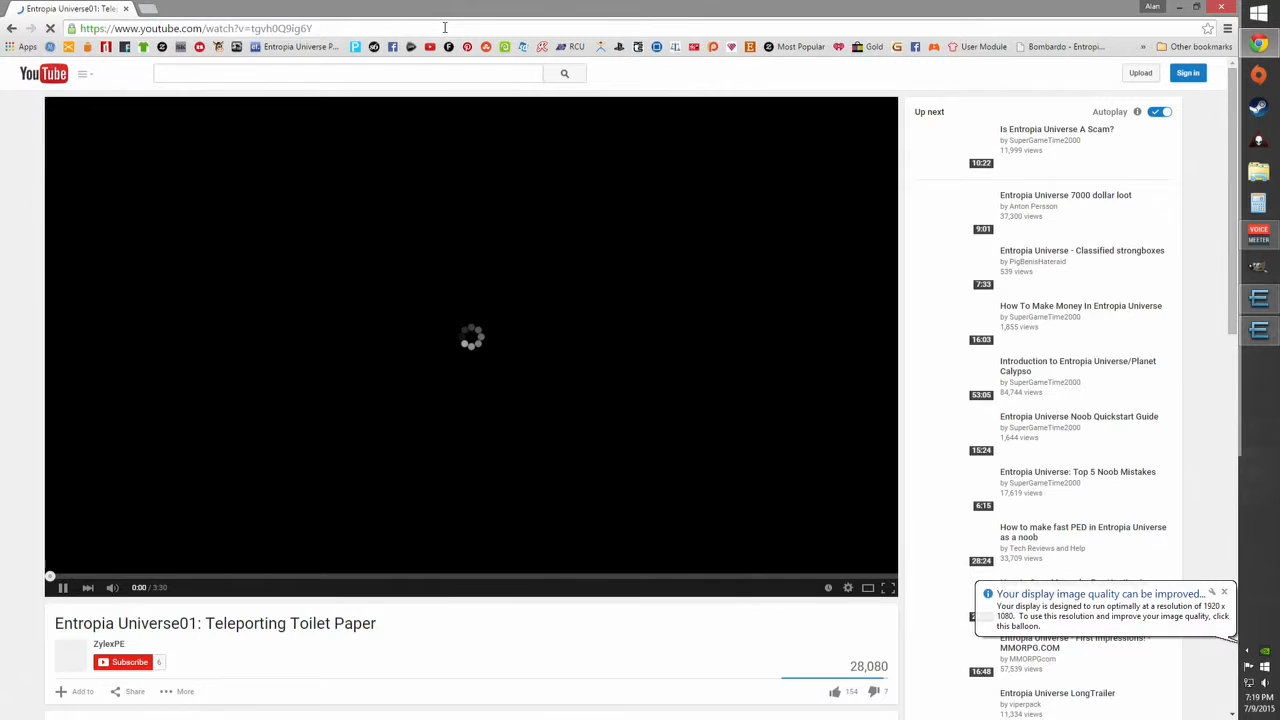 Entropia Universe01: Tele
Alan
https://www.youtube.com/watch?v=tgvh0Q9ig6Y
Apps
Entropia Universe P...
RCU
Most Popular
Gold
User Module
Bombardo - Entropi...
Other bookmarks
YouTube
Upload
Sign in
Up next
Autoplay
Is Entropia Universe A Scam?
by SuperGameTime2000
11,999 views
10:22
Entropia Universe 7000 dollar loot
by Anton Persson
37,300 views
9:01
Entropia Universe - Classified strongboxes
by PigBenisHateraid
539 views
7:33
How To Make Money In Entropia Universe
by SuperGameTime2000
1,855 views
16:03
Introduction to Entropia Universe/Planet
Calypso
by SuperGameTime2000
84,744 views
53:05
Entropia Universe Noob Quickstart Guide
by SuperGameTime2000
1,644 views
15:24
Entropia Universe: Top 5 Noob Mistakes
by SuperGameTime2000
17,619 views
6:15
How to make fast PED in Entropia Universe
as a noob
by Tech Reviews and Help
33,709 views
28:24
Your display image quality can be improved...
Your display is designed to run optimally at a resolution of 1920 x
1080. To use this resolution and improve your image quality, click
this balloon.
Entropia Universe - First Impressions! -
MMORPG.COM
by MMORPGcom
57,539 views
16:48
Entropia Universe LongTrailer
by viperpack
11,334 views
0:00 / 3:30
Entropia Universe01: Teleporting Toilet Paper
ZylexPE
Subscribe
6
28,080
Add to
Share
More
154
7
VOICE
MEETER
7:19 PM
7/9/2015